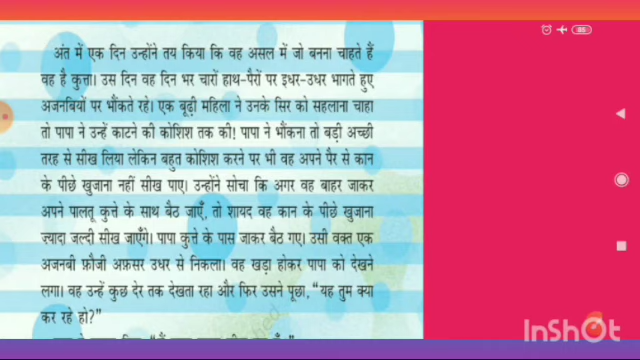 अंत में एक दिन उन्होंने तय किया कि वह असल में जो बनना चाहते हैं
वह है कुत्ता। उस दिन वह दिन भर चारों हाथ-पैरों पर इधर-उधर भागते हुए
अजनबियों पर भौंकते रहे। एक बूढ़ी महिला ने उनके सिर को सहलाना चाहा
तो पापा ने उन्हें काटने की कोशिश तक की! पापा ने भौंकना तो बड़ी अच्छी
तरह से सीख लिया लेकिन बहुत कोशिश करने पर भी वह अपने पैर से कान
के पीछे खुजाना नहीं सीख पाए। उन्होंने सोचा कि अगर वह बाहर जाकर
अपने पालतू कुत्ते के साथ बैठ जाएँ, तो शायद वह कान के पीछे खुजाना
ज्यादा जल्दी सीख जाएँगे। पापा कुत्ते के पास जाकर बैठ गए। उसी वक्त एक
अजनबी फ़ौजी अफ़सर उधर से निकला। वह खड़ा होकर पापा को देखने
लगा। वह उन्हें कुछ देर तक देखता रहा और फिर उसने पूछा, "यह तुम क्या
कर रहे हो?"
85
InShOt